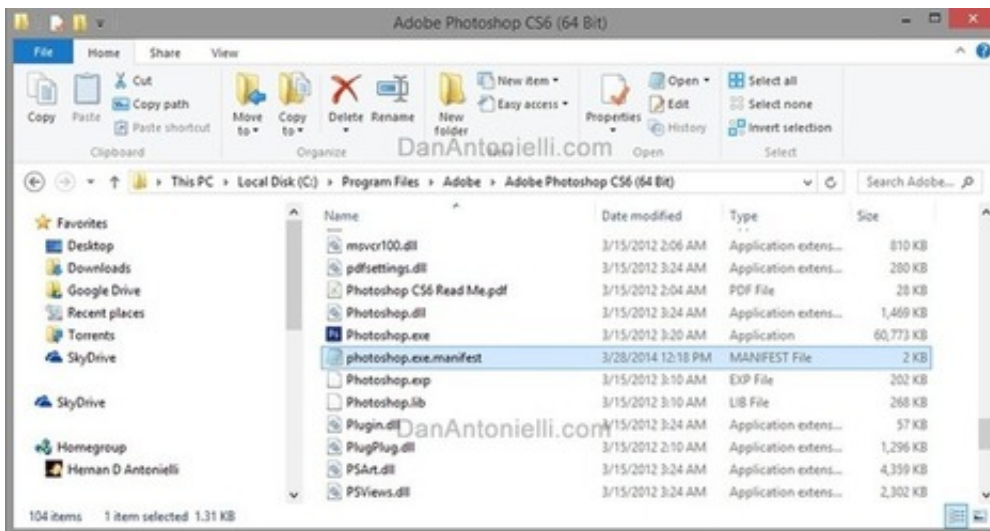 Adobe Photoshop CS6 (64 Bit)
File Home Share View
Copy
Paste
Cut
Copy path
Paste shortcut
Clipboard
Move to
Copy to
Delete
Rename
Organize
New folder
New item
Easy access
Properties
Open
Edit
History
Open
Select all
Select none
Invert selection
Select
DanAntonielli.com
This PC Local Disk (C:) Program Files Adobe Adobe Photoshop CS6 (64 Bit)
Search Adobe...
Favorites
Desktop
Downloads
Google Drive
Recent places
Torrents
SkyDrive
SkyDrive
Homegroup
Hernan D Antonielli
Name Date modified Type Size
msvcr100.dll 3/15/2012 2:06 AM Application extens... 810 KB
pdfsettings.dll 3/15/2012 3:24 AM Application extens... 280 KB
Photoshop CS6 Read Me.pdf 3/15/2012 2:04 AM PDF File 28 KB
Photoshop.dll 3/15/2012 3:24 AM Application extens... 1,469 KB
Photoshop.exe 3/15/2012 3:20 AM Application 60,773 KB
photoshop.exe.manifest 3/28/2014 12:18 PM MANIFEST File 2 KB
Photoshop.exp 3/15/2012 3:10 AM EXP File 202 KB
Photoshop.lib 3/15/2012 3:10 AM LIB File 268 KB
Plugin.dll 3/15/2012 3:24 AM Application extens... 57 KB
DanAntonielli.com
PlugPlug.dll 3/15/2012 2:10 AM Application extens... 1,296 KB
PSArt.dll 3/15/2012 3:24 AM Application extens... 4,359 KB
PSViews.dll 3/15/2012 3:24 AM Application extens... 2,302 KB
104 items 1 item selected 1.31 KB